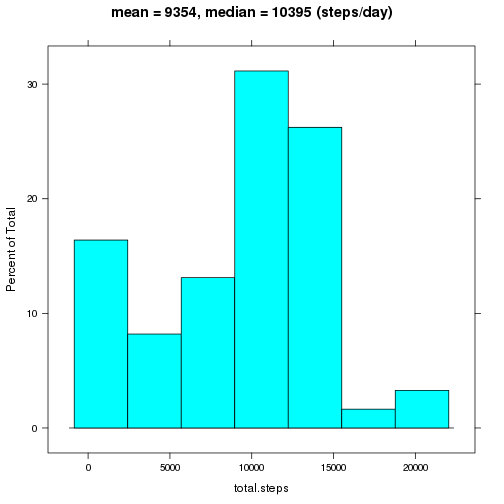 mean = 9354, median = 10395 (steps/day)
30
20
10
0
Percent of Total
0 5000 10000 15000 20000
total.steps